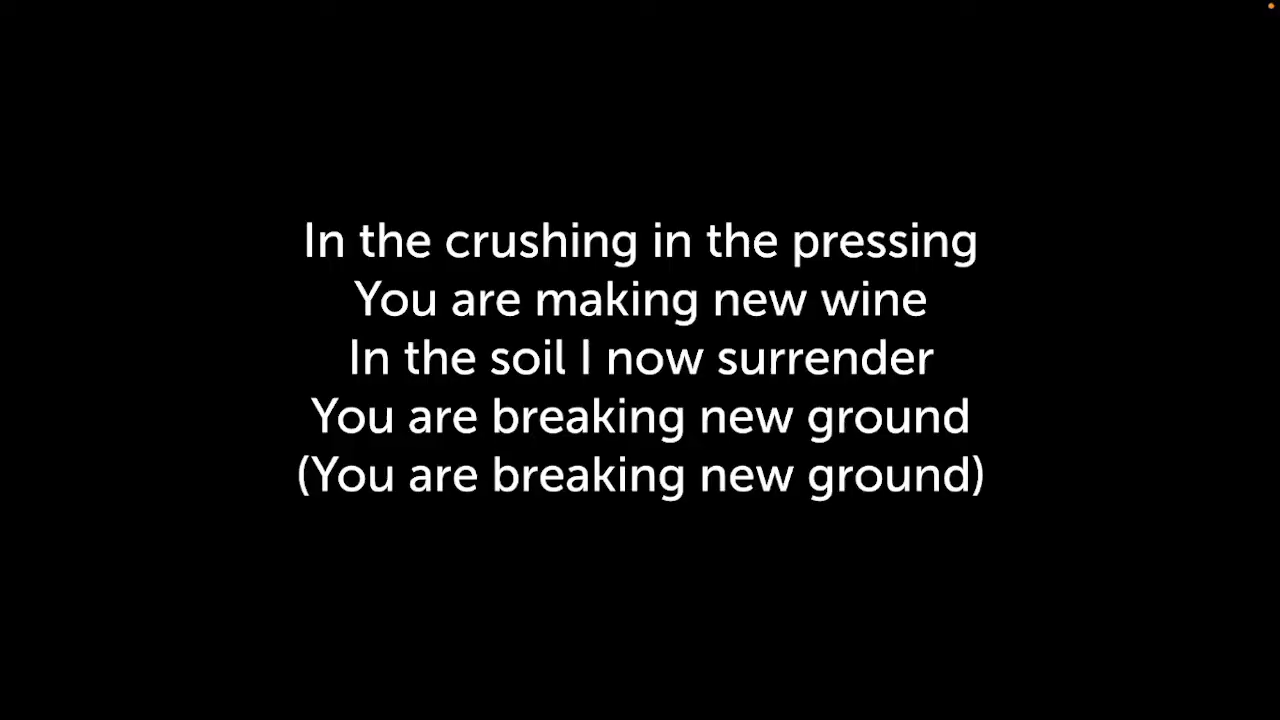 In the crushing in the pressing
You are making new wine
In the soil I now surrender
You are breaking new ground
(You are breaking new ground)